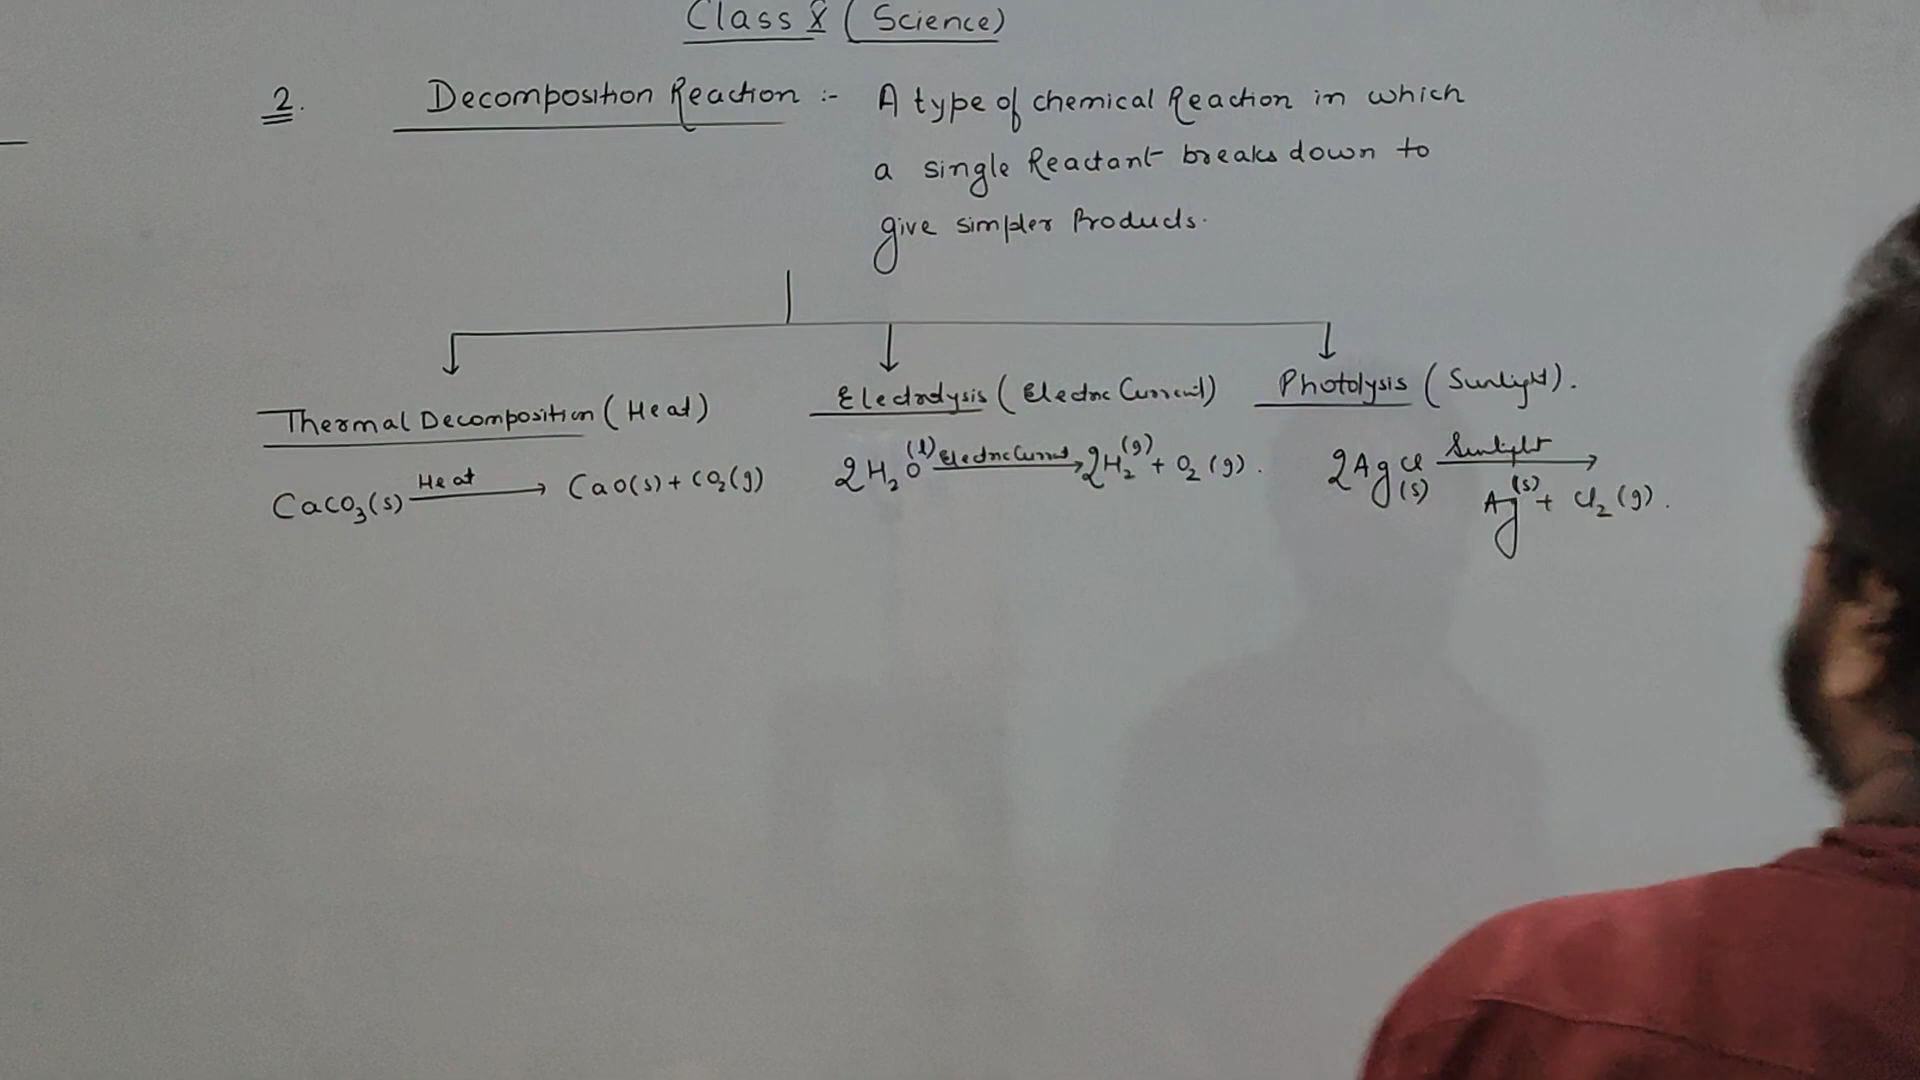 Class X (Science)
2. Decomposition Reaction :- A type of chemical Reaction in which
a single Reactant breaks down to
give simpler Products.
Thermal Decomposition (Heat)
Electrolysis (Electric Current)
Photolysis (Sunlight).
CaCO3(s) Heat → CaO(s) + CO2(g)
2H2O(l) Electric Current → 2H2(g) + O2(g).
2AgCl(s) Sunlight →
Ag(s) + Cl2(g).